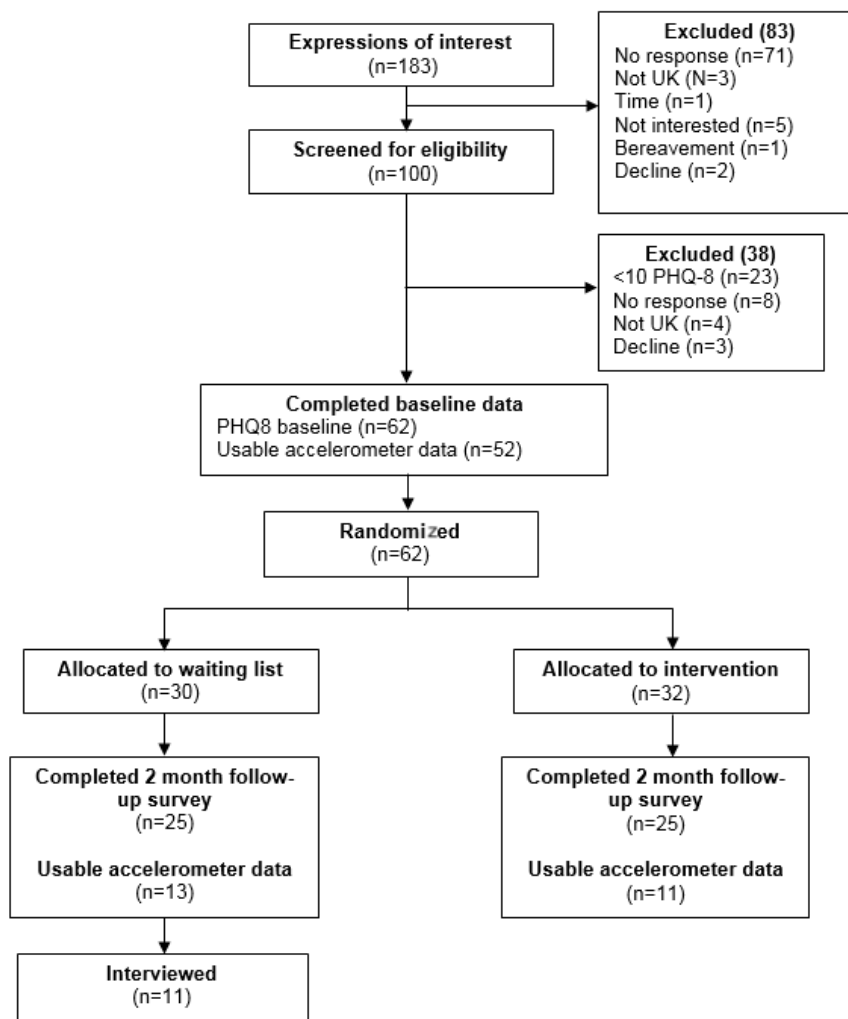 Expressions of interest
(n=183)
Excluded (83)
No response (n=71)
Not UK (N=3)
Time (n=1)
Not interested (n=5)
Bereavement (n=1)
Decline (n=2)
Screened for eligibility
(n=100)
Excluded (38)
<10 PHQ-8 (n=23)
No response (n=8)
Not UK (n=4)
Decline (n=3)
Completed baseline data
PHQ8 baseline (n=62)
Usable accelerometer data (n=52)
Randomized
(n=62)
Allocated to waiting list
(n=30)
Allocated to intervention
(n=32)
Completed 2 month follow-
up survey
(n=25)
Usable accelerometer data
(n=13)
Completed 2 month follow-
up survey
(n=25)
Usable accelerometer data
(n=11)
Interviewed
(n=11)